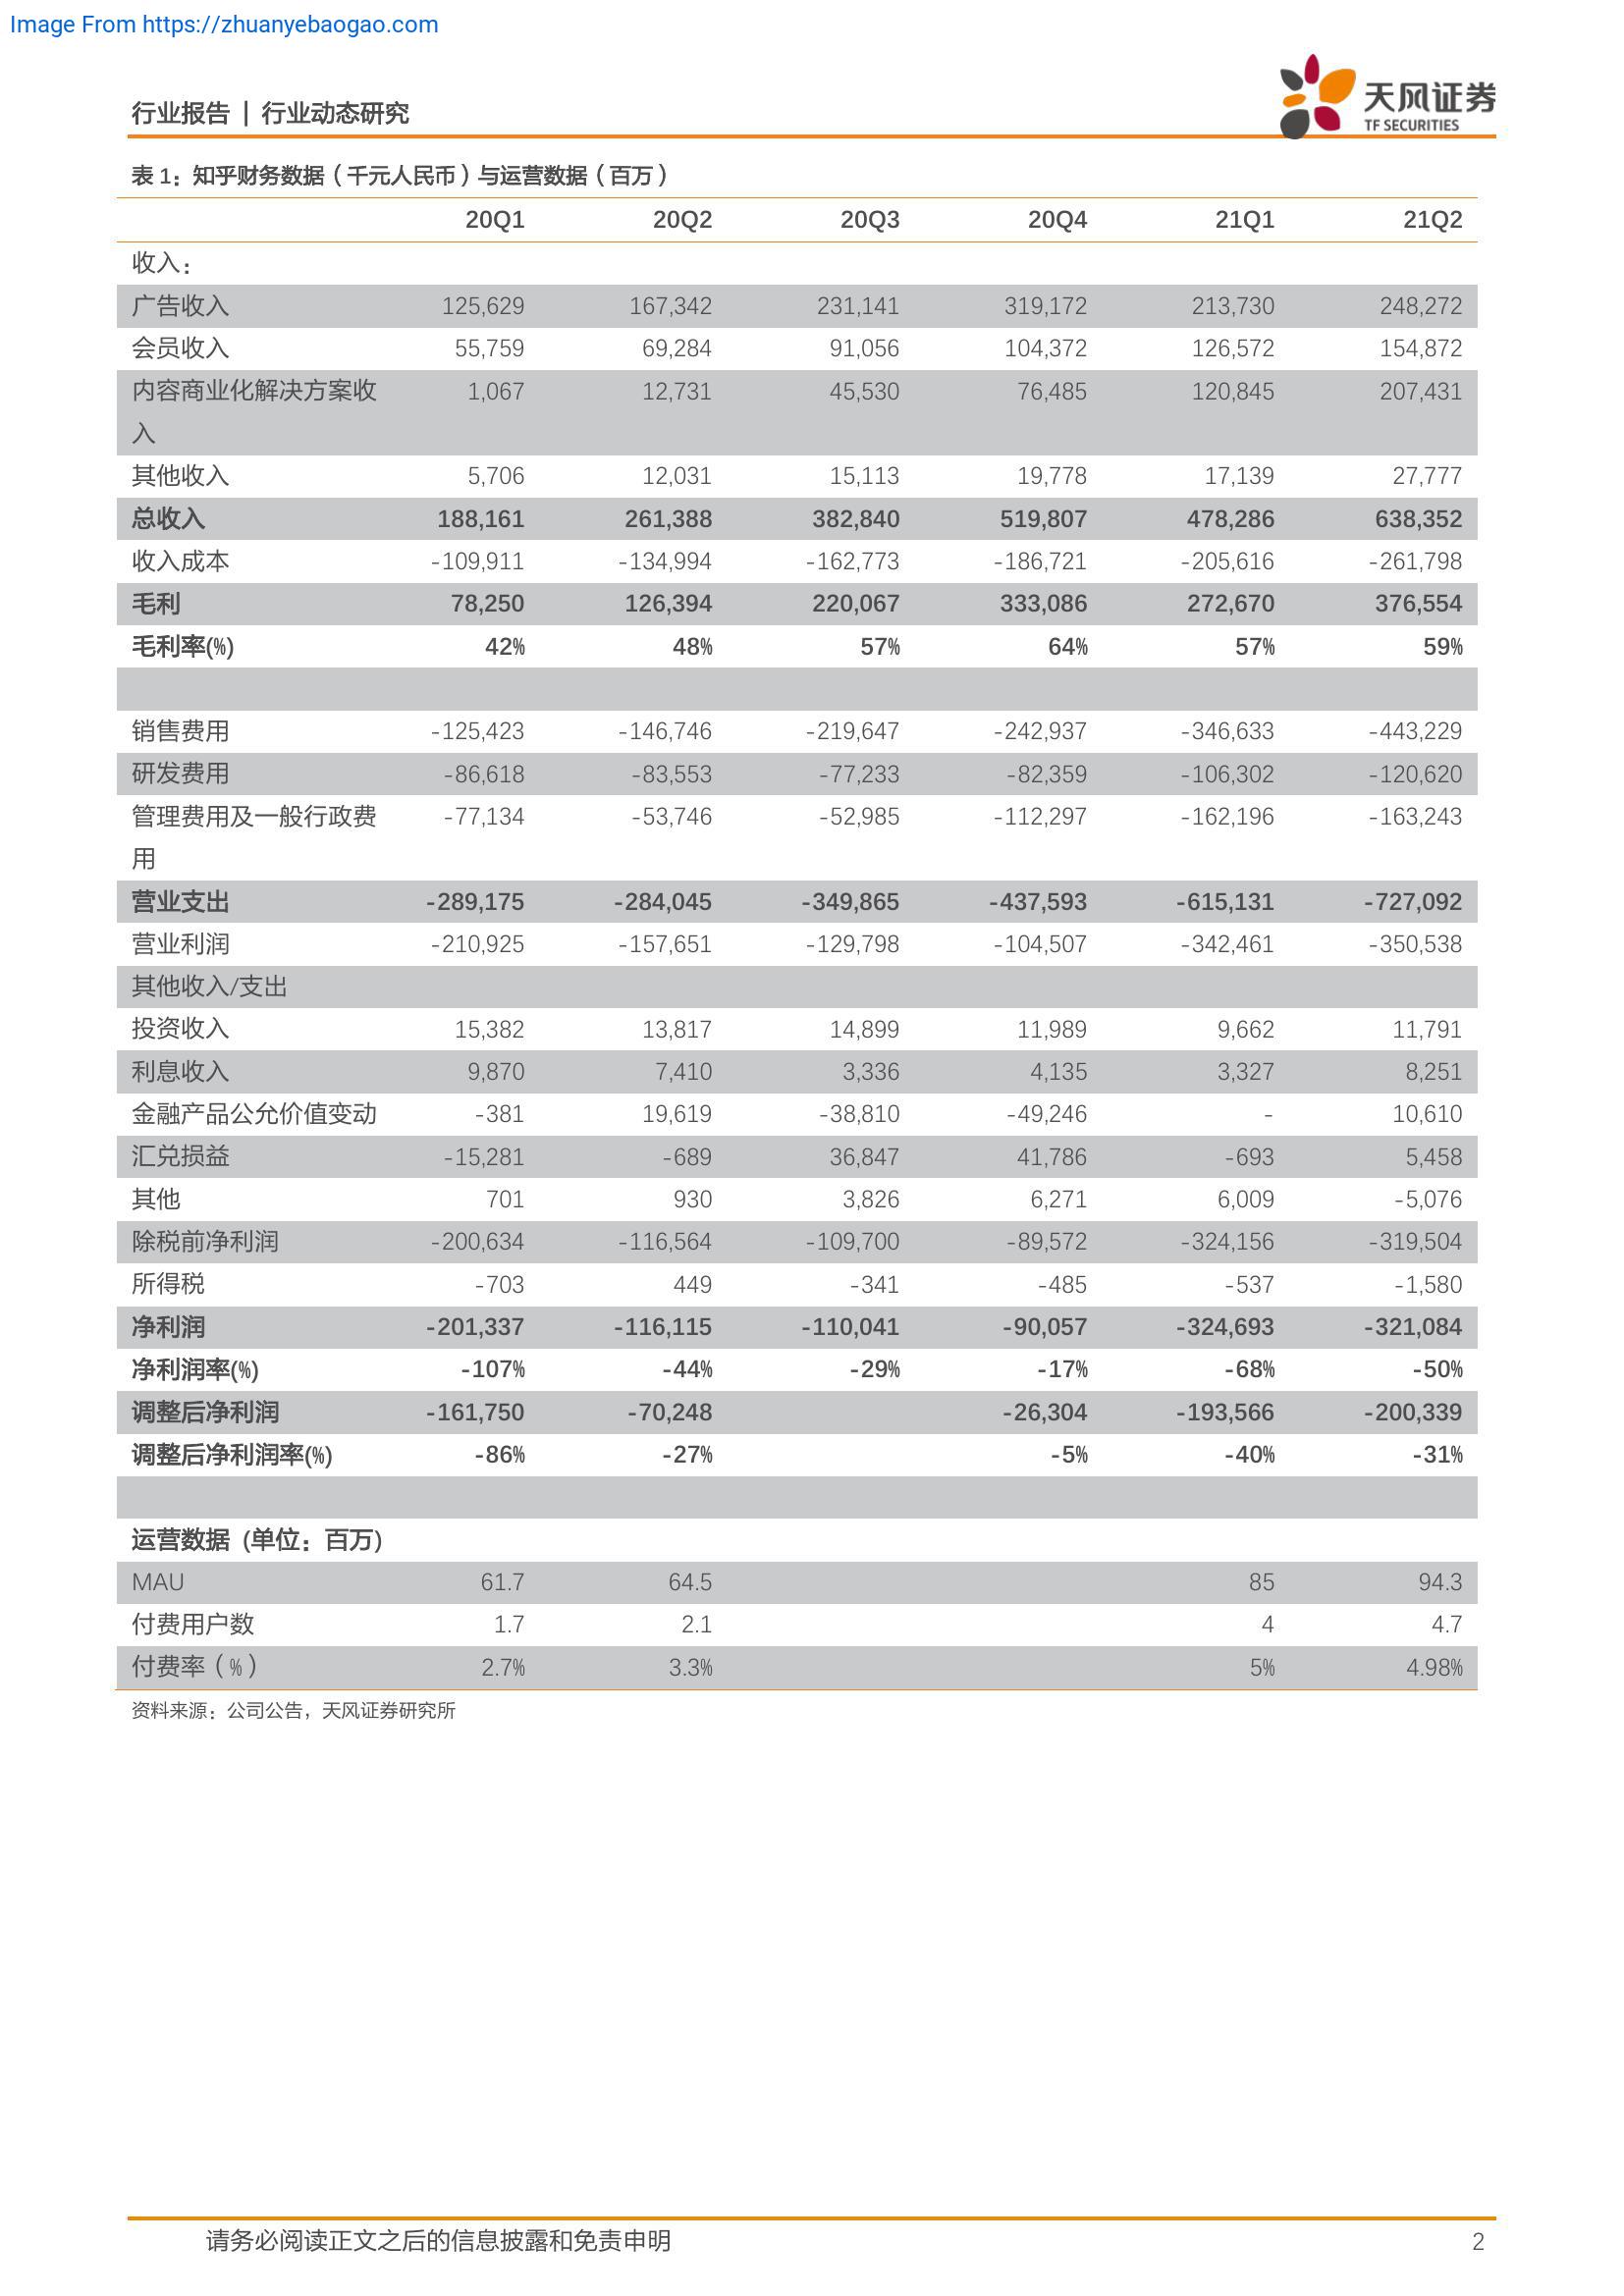 Image From https://zhuanyebaogao.com
行业报告 | 行业动态研究
天风证券
TF SECURITIES
表 1：知乎财务数据（千元人民币）与运营数据（百万）
20Q1 20Q2 20Q3 20Q4 21Q1 21Q2
收入：
广告收入 125,629 167,342 231,141 319,172 213,730 248,272
会员收入 55,759 69,284 91,056 104,372 126,572 154,872
内容商业化解决方案收 1,067 12,731 45,530 76,485 120,845 207,431
入
其他收入 5,706 12,031 15,113 19,778 17,139 27,777
总收入 188,161 261,388 382,840 519,807 478,286 638,352
收入成本 -109,911 -134,994 -162,773 -186,721 -205,616 -261,798
毛利 78,250 126,394 220,067 333,086 272,670 376,554
毛利率(%) 42% 48% 57% 64% 57% 59%
销售费用 -125,423 -146,746 -219,647 -242,937 -346,633 -443,229
研发费用 -86,618 -83,553 -77,233 -82,359 -106,302 -120,620
管理费用及一般行政费 -77,134 -53,746 -52,985 -112,297 -162,196 -163,243
用
营业支出 -289,175 -284,045 -349,865 -437,593 -615,131 -727,092
营业利润 -210,925 -157,651 -129,798 -104,507 -342,461 -350,538
其他收入/支出
投资收入 15,382 13,817 14,899 11,989 9,662 11,791
利息收入 9,870 7,410 3,336 4,135 3,327 8,251
金融产品公允价值变动 -381 19,619 -38,810 -49,246 - 10,610
汇兑损益 -15,281 -689 36,847 41,786 -693 5,458
其他 701 930 3,826 6,271 6,009 -5,076
除税前净利润 -200,634 -116,564 -109,700 -89,572 -324,156 -319,504
所得税 -703 449 -341 -485 -537 -1,580
净利润 -201,337 -116,115 -110,041 -90,057 -324,693 -321,084
净利润率(%) -107% -44% -29% -17% -68% -50%
调整后净利润 -161,750 -70,248 -26,304 -193,566 -200,339
调整后净利润率(%) -86% -27% -5% -40% -31%
运营数据 (单位：百万)
MAU 61.7 64.5 85 94.3
付费用户数 1.7 2.1 4 4.7
付费率（%） 2.7% 3.3% 5% 4.98%
资料来源：公司公告，天风证券研究所
请务必阅读正文之后的信息披露和免责申明 2